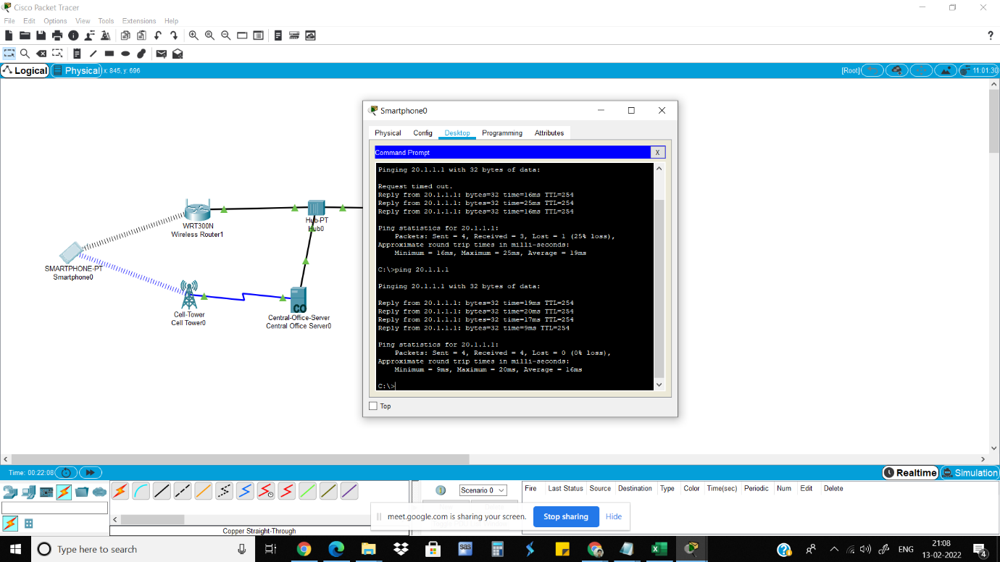 Cisco Packet Tracer
File Edit Options View Tools Extensions Help
?
Logical Physical x: 845, y: 696 [Root] 11:01:30
Smartphone0
Physical Config Desktop Programming Attributes
Command Prompt X
Pinging 20.1.1.1 with 32 bytes of data:
Request timed out.
Reply from 20.1.1.1: bytes=32 time=16ms TTL=254
Reply from 20.1.1.1: bytes=32 time=25ms TTL=254
Reply from 20.1.1.1: bytes=32 time=16ms TTL=254
Ping statistics for 20.1.1.1:
Packets: Sent = 4, Received = 3, Lost = 1 (25% loss),
Approximate round trip times in milli-seconds:
Minimum = 16ms, Maximum = 25ms, Average = 19ms
C:\>ping 20.1.1.1
Pinging 20.1.1.1 with 32 bytes of data:
Reply from 20.1.1.1: bytes=32 time=19ms TTL=254
Reply from 20.1.1.1: bytes=32 time=20ms TTL=254
Reply from 20.1.1.1: bytes=32 time=17ms TTL=254
Reply from 20.1.1.1: bytes=32 time=9ms TTL=254
Ping statistics for 20.1.1.1:
Packets: Sent = 4, Received = 4, Lost = 0 (0% loss),
Approximate round trip times in milli-seconds:
Minimum = 9ms, Maximum = 20ms, Average = 16ms
C:\>
Top
WRT300N
Wireless Router1
Hub-PT
Hub0
SMARTPHONE-PT
Smartphone0
Cell-Tower
Cell Tower0
CO
Central-Office-Server
Central Office Server0
Time: 00:22:08 Realtime Simulation
Scenario 0
Fire Last Status Source Destination Type Color Time(sec) Periodic Num Edit Delete
meet.google.com is sharing your screen. Stop sharing Hide
Copper Straight-Through
Type here to search
sas
ENG
21:08
13-02-2022
4